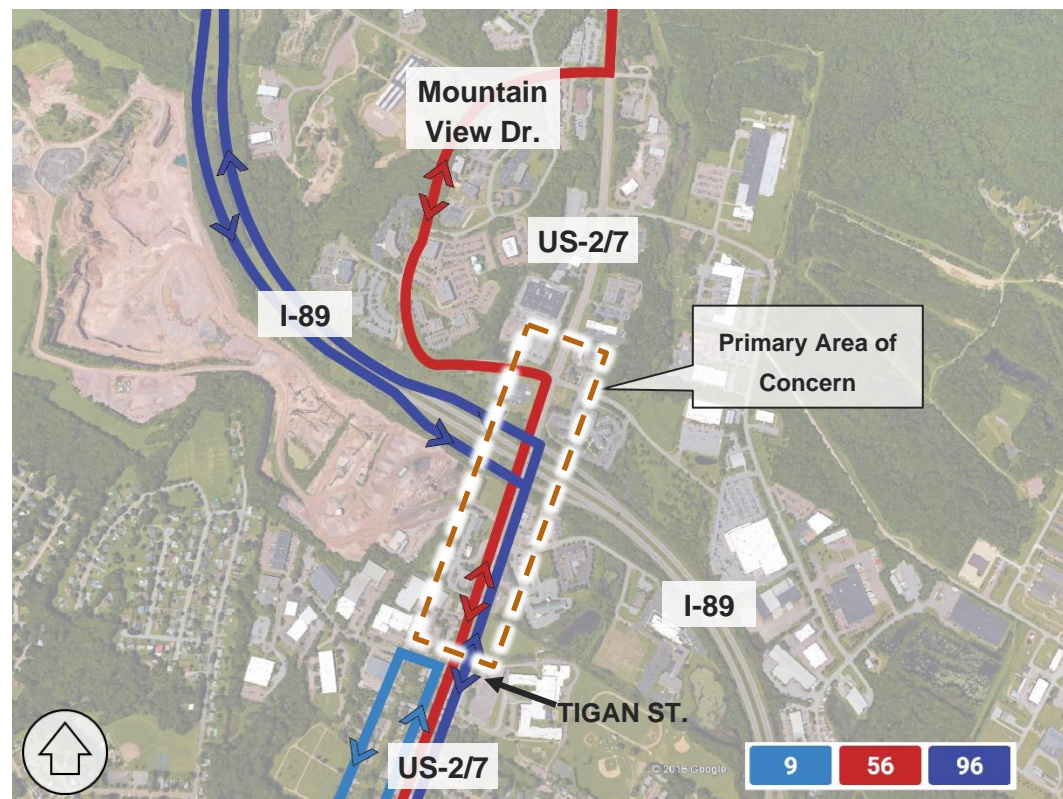 Mountain
View Dr.
US-2/7
I-89
Primary Area of
Concern
I-89
TIGAN ST.
US-2/7
© 2016 Google
9 56 96